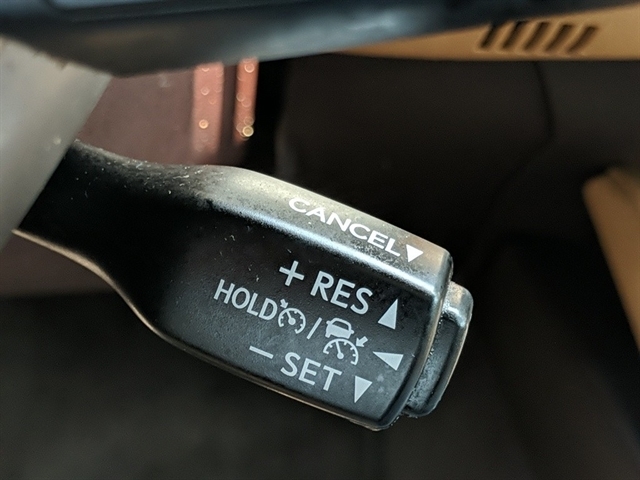 CANCEL▼
+ RES ▲
HOLD /
− SET ▼